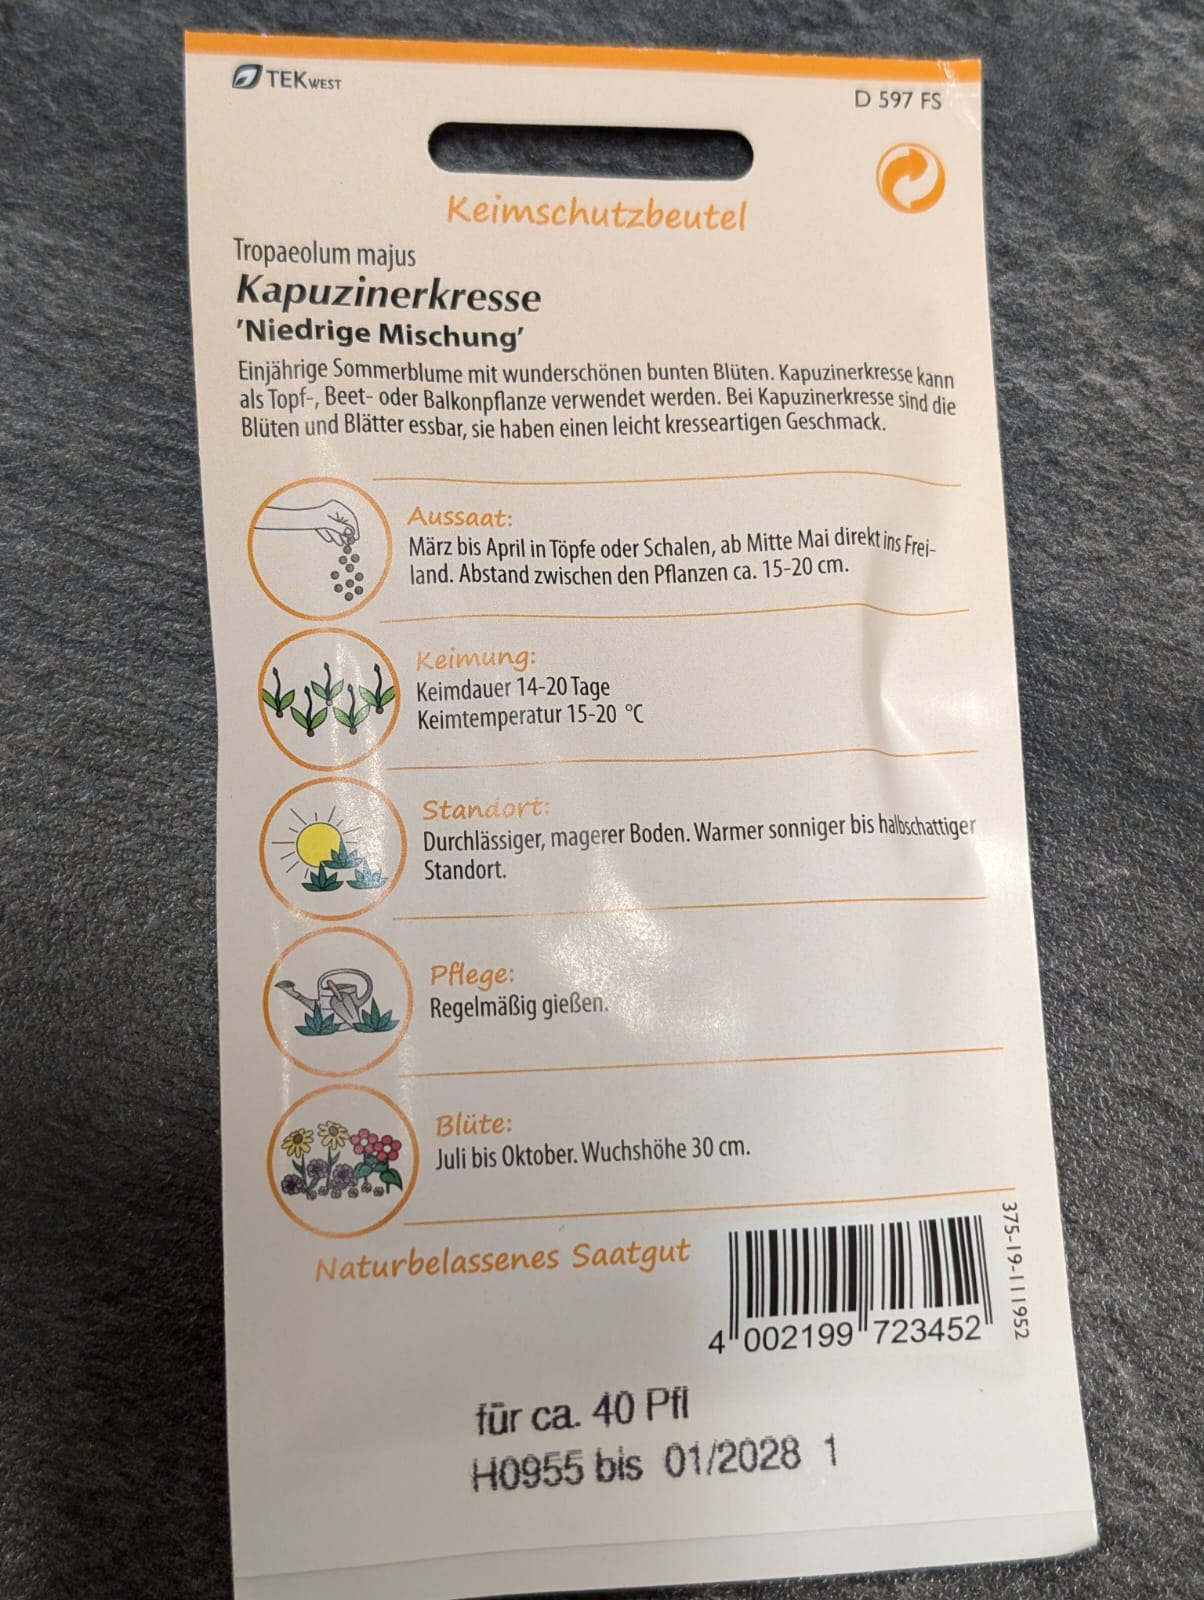 TEKWEST
D 597 FS
Keimschutzbeutel
Tropaeolum majus
Kapuzinerkresse
'Niedrige Mischung'
Einjährige Sommerblume mit wunderschönen bunten Blüten. Kapuzinerkresse kann
als Topf-, Beet- oder Balkonpflanze verwendet werden. Bei Kapuzinerkresse sind die
Blüten und Blätter essbar, sie haben einen leicht kresseartigen Geschmack.
Aussaat:
März bis April in Töpfe oder Schalen, ab Mitte Mai direkt ins Frei-
land. Abstand zwischen den Pflanzen ca. 15-20 cm.
Keimung:
Keimdauer 14-20 Tage
Keimtemperatur 15-20 °C
Standort:
Durchlässiger, magerer Boden. Warmer sonniger bis halbschattiger
Standort.
Pflege:
Regelmäßig gießen.
Blüte:
Juli bis Oktober. Wuchshöhe 30 cm.
Naturbelassenes Saatgut
375-19-111952
4 002199 723452
für ca. 40 Pfl
H0955 bis 01/2028 1